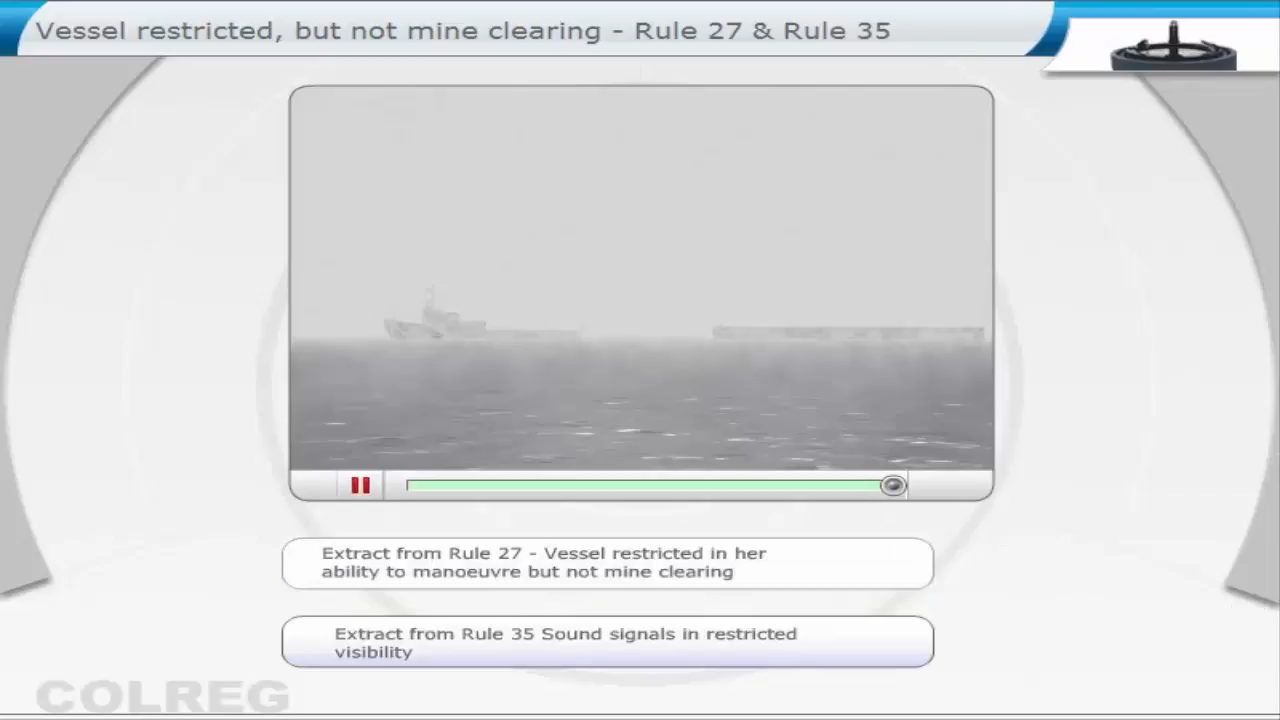 Vessel restricted, but not mine clearing - Rule 27 & Rule 35
Extract from Rule 27 - Vessel restricted in her
ability to manoeuvre but not mine clearing
Extract from Rule 35 Sound signals in restricted
visibility
COLREG